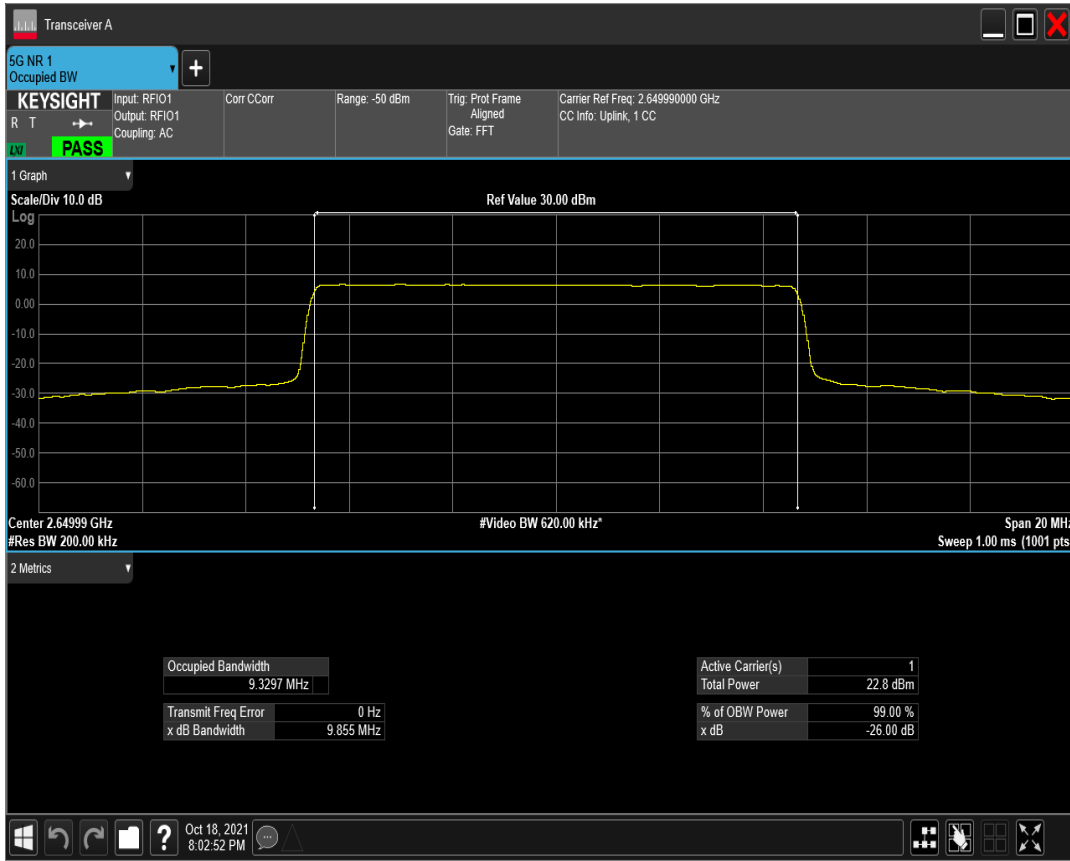 Transceiver A
5G NR 1
Occupied BW
KEYSIGHT
R T
LXI
PASS
Input: RFIO1
Output: RFIO1
Coupling: AC
Corr CCorr
Range: -50 dBm
Trig: Prot Frame
Aligned
Gate: FFT
Carrier Ref Freq: 2.649990000 GHz
CC Info: Uplink, 1 CC
1 Graph
Scale/Div 10.0 dB
Ref Value 30.00 dBm
Log
20.0
10.0
0.00
-10.0
-20.0
-30.0
-40.0
-50.0
-60.0
Center 2.64999 GHz
#Video BW 620.00 kHz*
Span 20 MHz
#Res BW 200.00 kHz
Sweep 1.00 ms (1001 pts
2 Metrics
Occupied Bandwidth
9.3297 MHz
Transmit Freq Error 0 Hz
x dB Bandwidth 9.855 MHz
Active Carrier(s) 1
Total Power 22.8 dBm
% of OBW Power 99.00 %
x dB -26.00 dB
?
Oct 18, 2021
8:02:52 PM